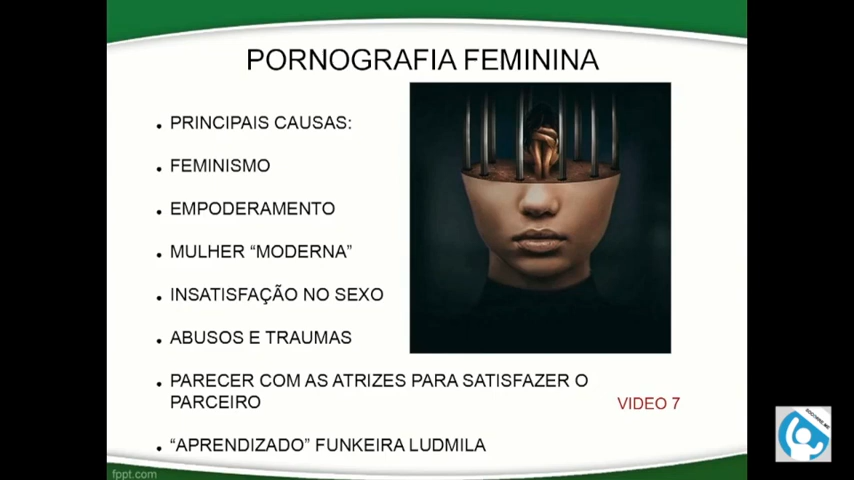 PORNOGRAFIA FEMININA
PRINCIPAIS CAUSAS:
FEMINISMO
EMPODERAMENTO
MULHER “MODERNA”
INSATISFAÇÃO NO SEXO
ABUSOS E TRAUMAS
PARECER COM AS ATRIZES PARA SATISFAZER O
PARCEIRO
VIDEO 7
“APRENDIZADO” FUNKEIRA LUDMILA
fppt.com